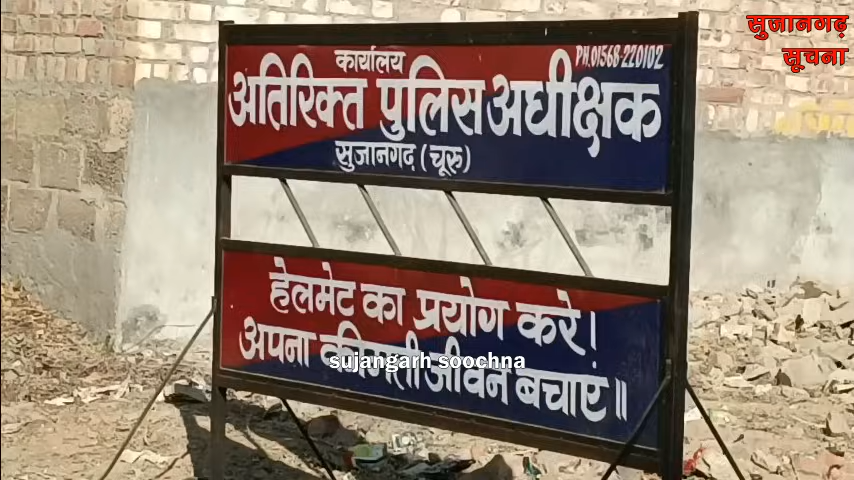 सुजानगढ़
सूचना
PH.01568-220102
कार्यालय
अतिरिक्त पुलिस अधीक्षक
सुजानगढ़ (चूरू)
हेलमेट का प्रयोग करे!
अपना कीमती जीवन बचाएं॥
sujangarh soochna